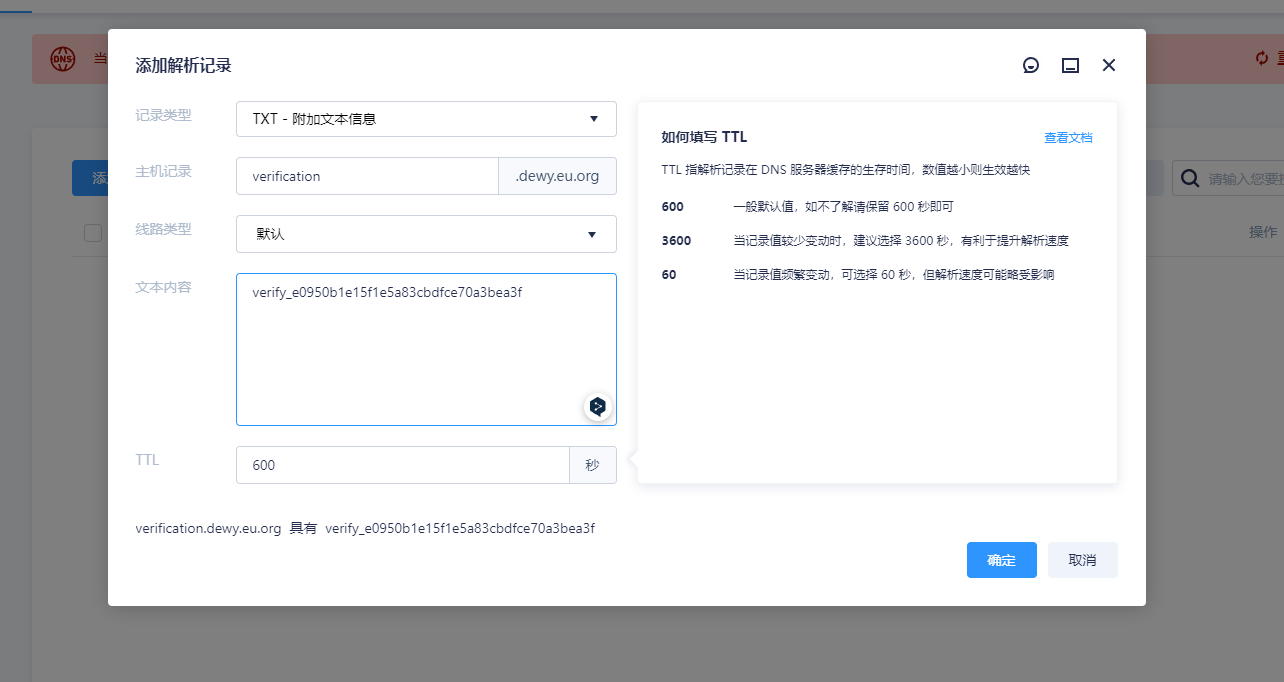 DNS 当
重
添加解析记录
记录类型
TXT - 附加文本信息
主机记录
verification .dewy.eu.org
线路类型
默认
文本内容
verify_e0950b1e15f1e5a83cbdfce70a3bea3f
TTL
600 秒
verification.dewy.eu.org 具有 verify_e0950b1e15f1e5a83cbdfce70a3bea3f
如何填写 TTL 查看文档
TTL 指解析记录在 DNS 服务器缓存的生存时间，数值越小则生效越快
600 一般默认值，如不了解请保留 600 秒即可
3600 当记录值较少变动时，建议选择 3600 秒，有利于提升解析速度
60 当记录值频繁变动，可选择 60 秒，但解析速度可能略受影响
确定 取消
添
请输入您要
操作